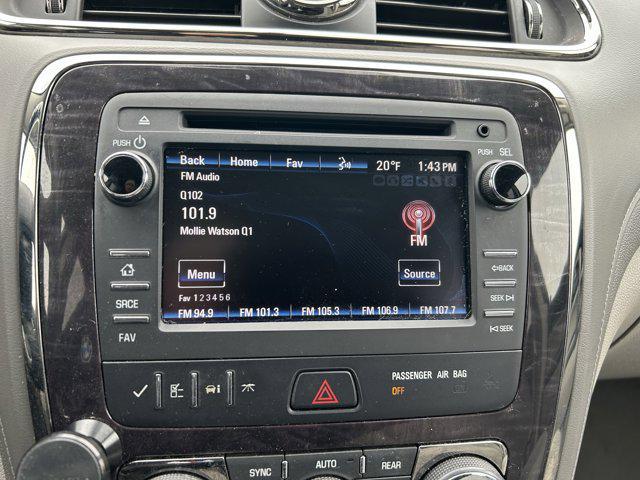 PUSH
PUSH SEL
Back Home Fav 20°F 1:43 PM
FM Audio
Q102
101.9
Mollie Watson Q1
FM
Menu
Source
Fav 1 2 3 4 5 6
FM 94.9 FM 101.3 FM 105.3 FM 106.9 FM 107.7
SRCE
FAV
BACK
SEEK
SEEK
i
PASSENGER AIR BAG
OFF
SYNC AUTO REAR